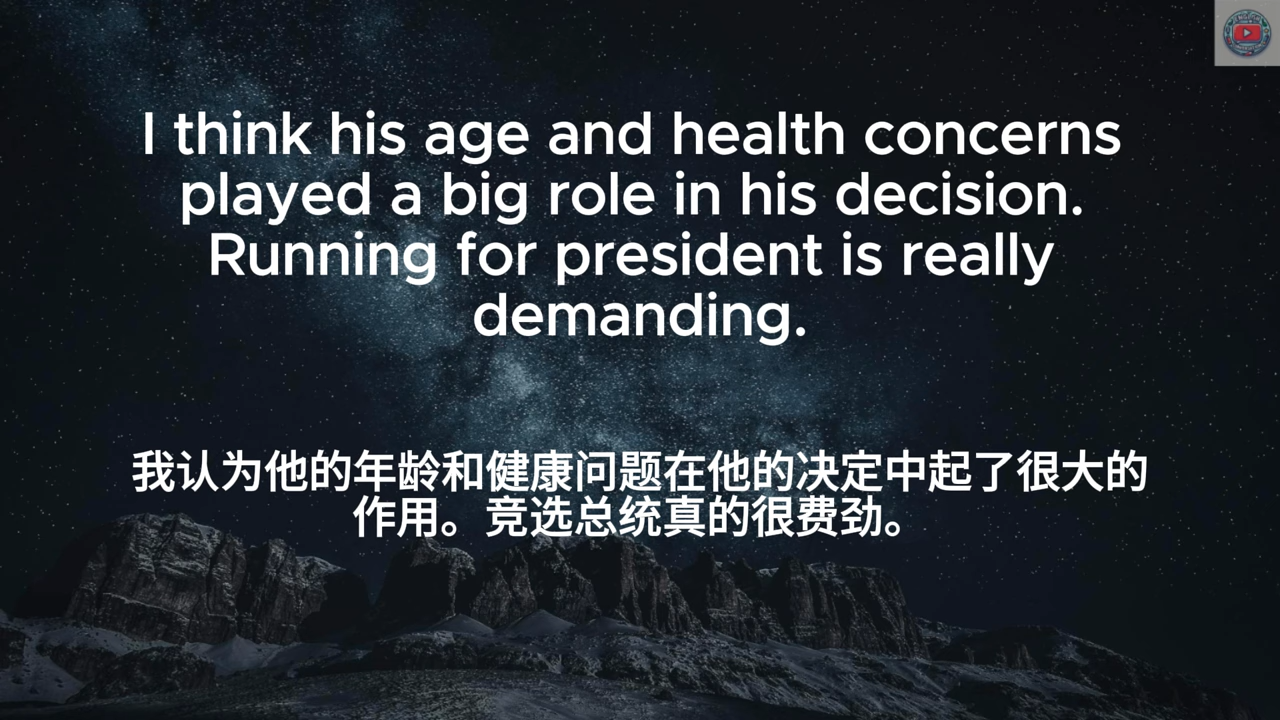 I think his age and health concerns
played a big role in his decision.
Running for president is really
demanding.
我认为他的年龄和健康问题在他的决定中起了很大的
作用。竞选总统真的很费劲。